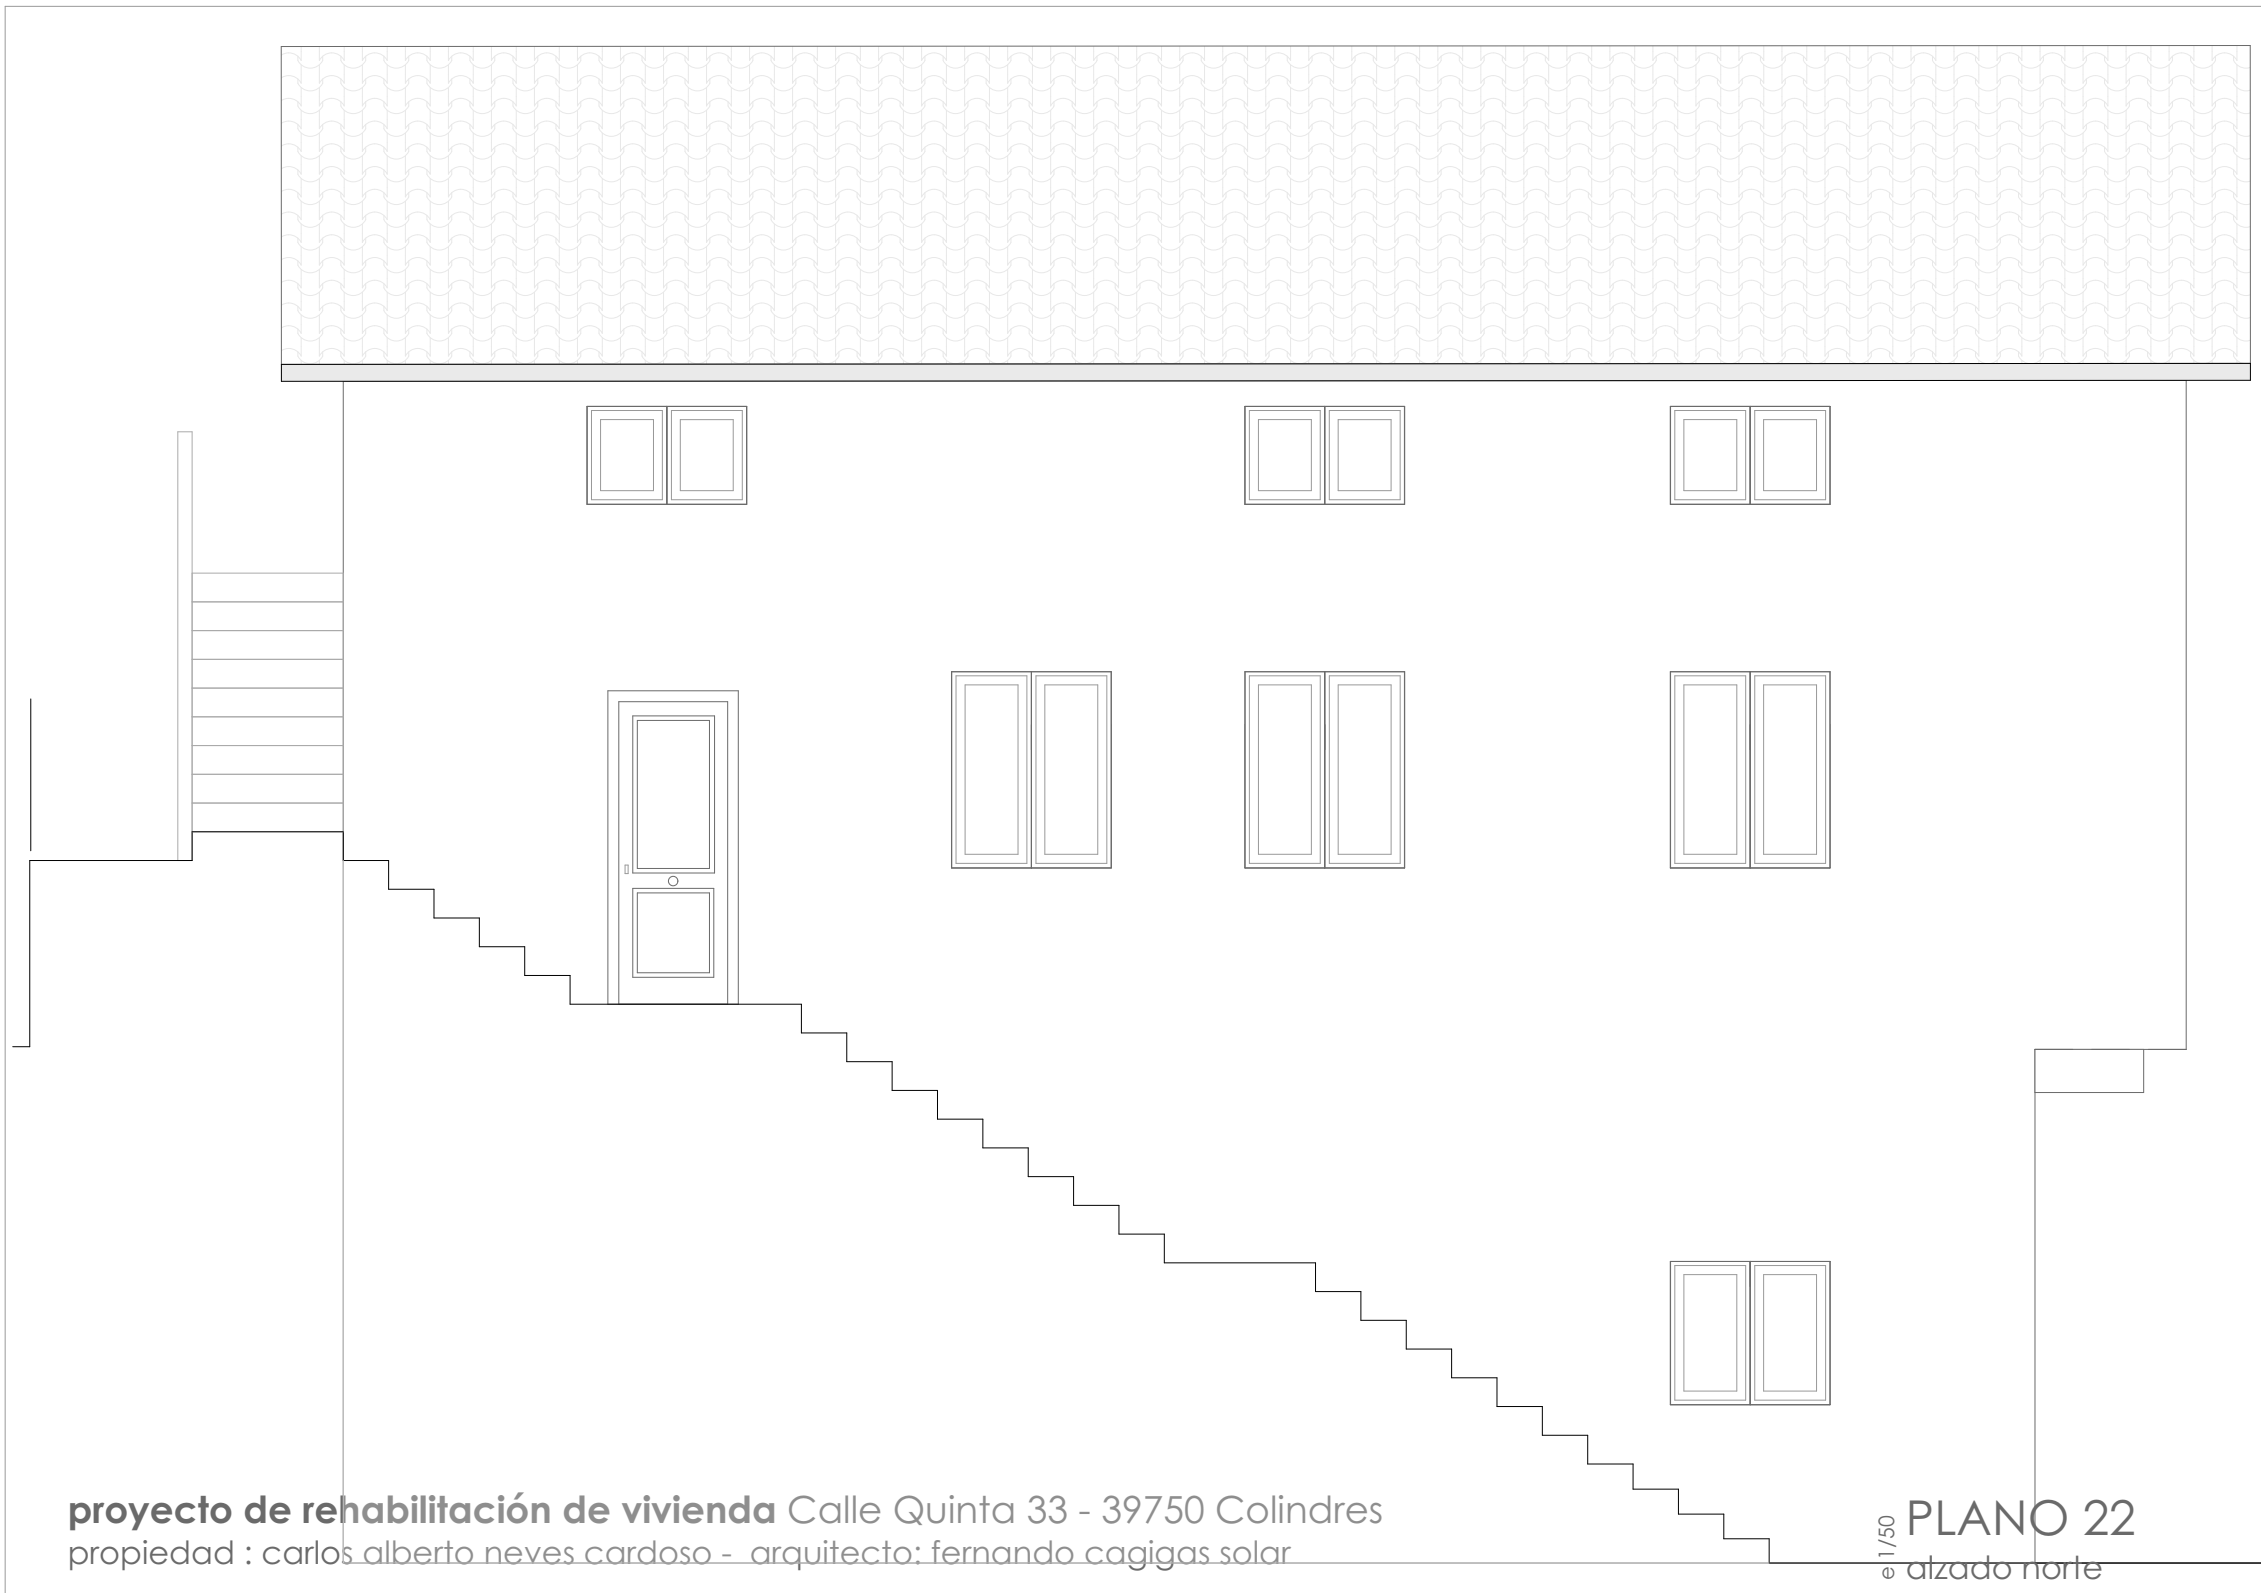 proyecto de rehabilitación de vivienda Calle Quinta 33 - 39750 Colindres
propiedad : carlos alberto neves cardoso - arquitecto: fernando cagigas solar
e 1/50
PLANO 22
alzado norte